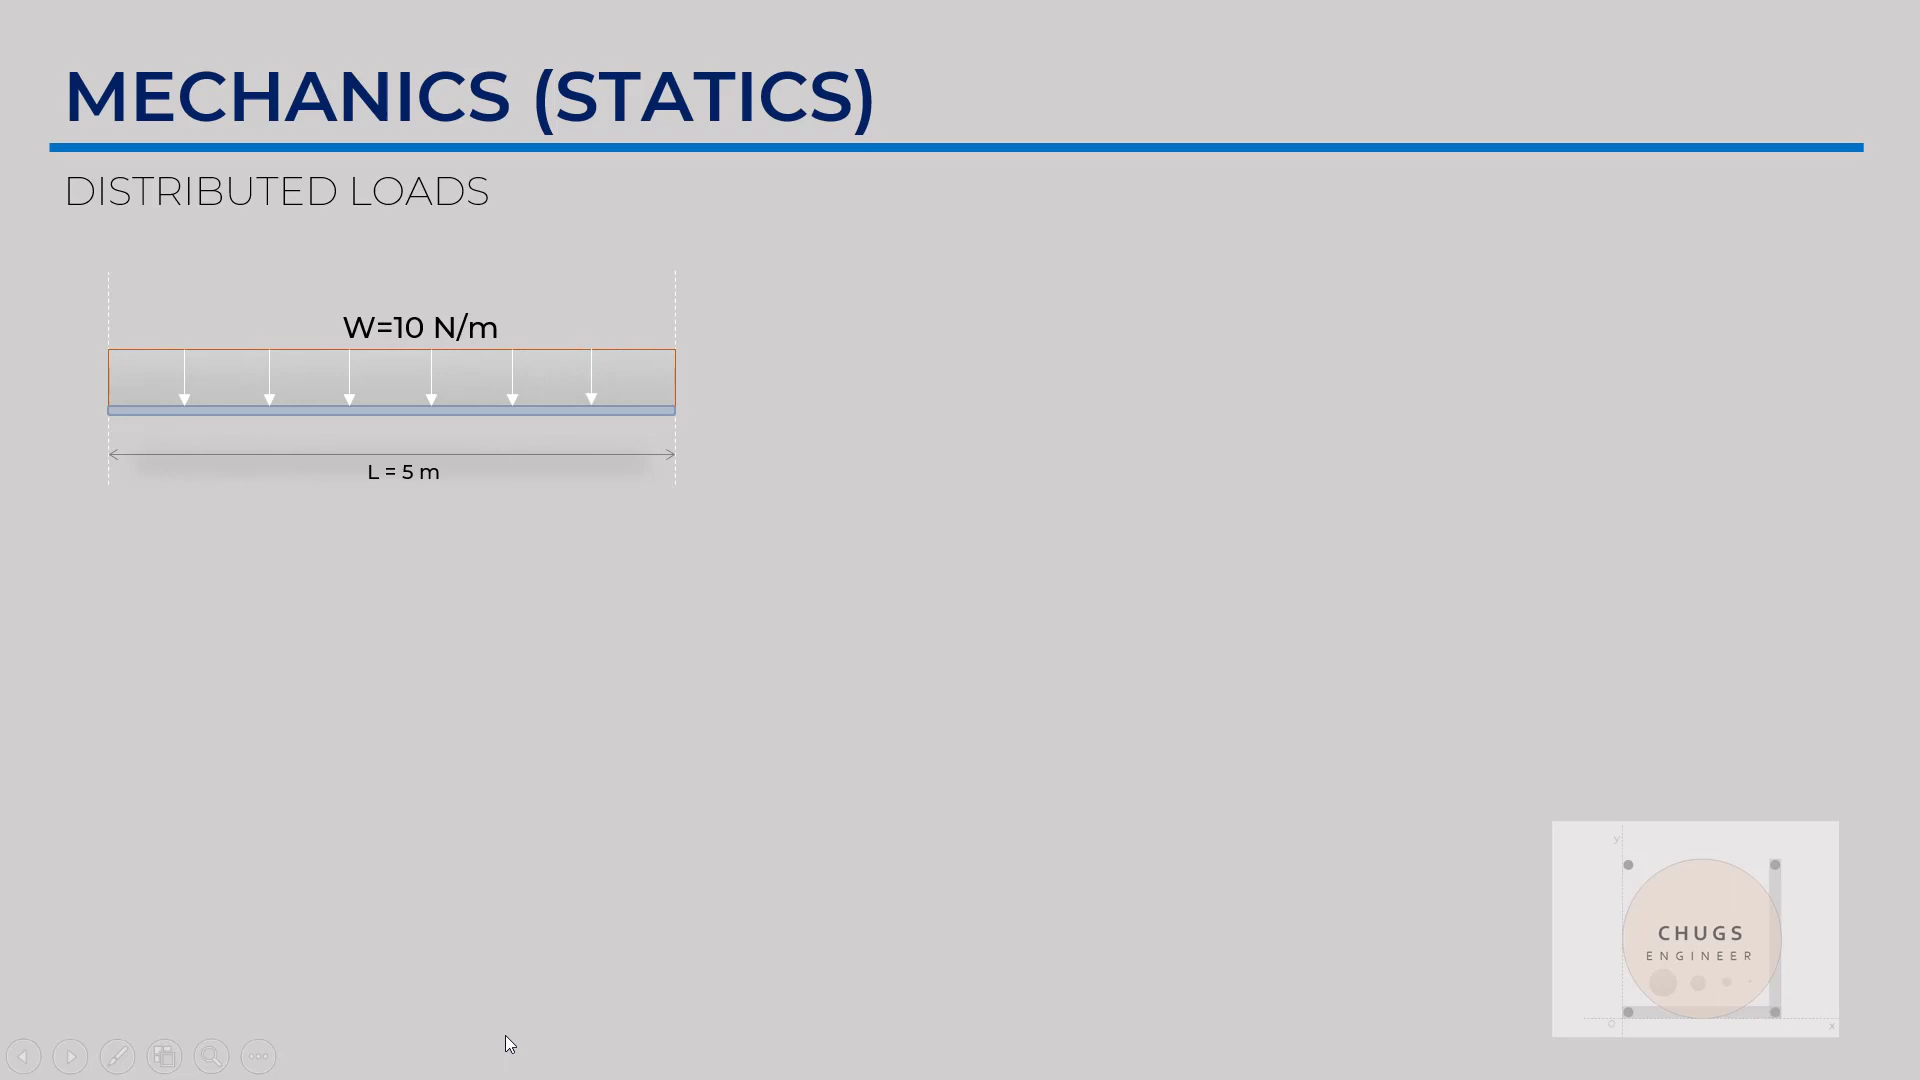 MECHANICS (STATICS)
DISTRIBUTED LOADS
W=10 N/m
L = 5 m
y
CHUGS
ENGINEER
O
x